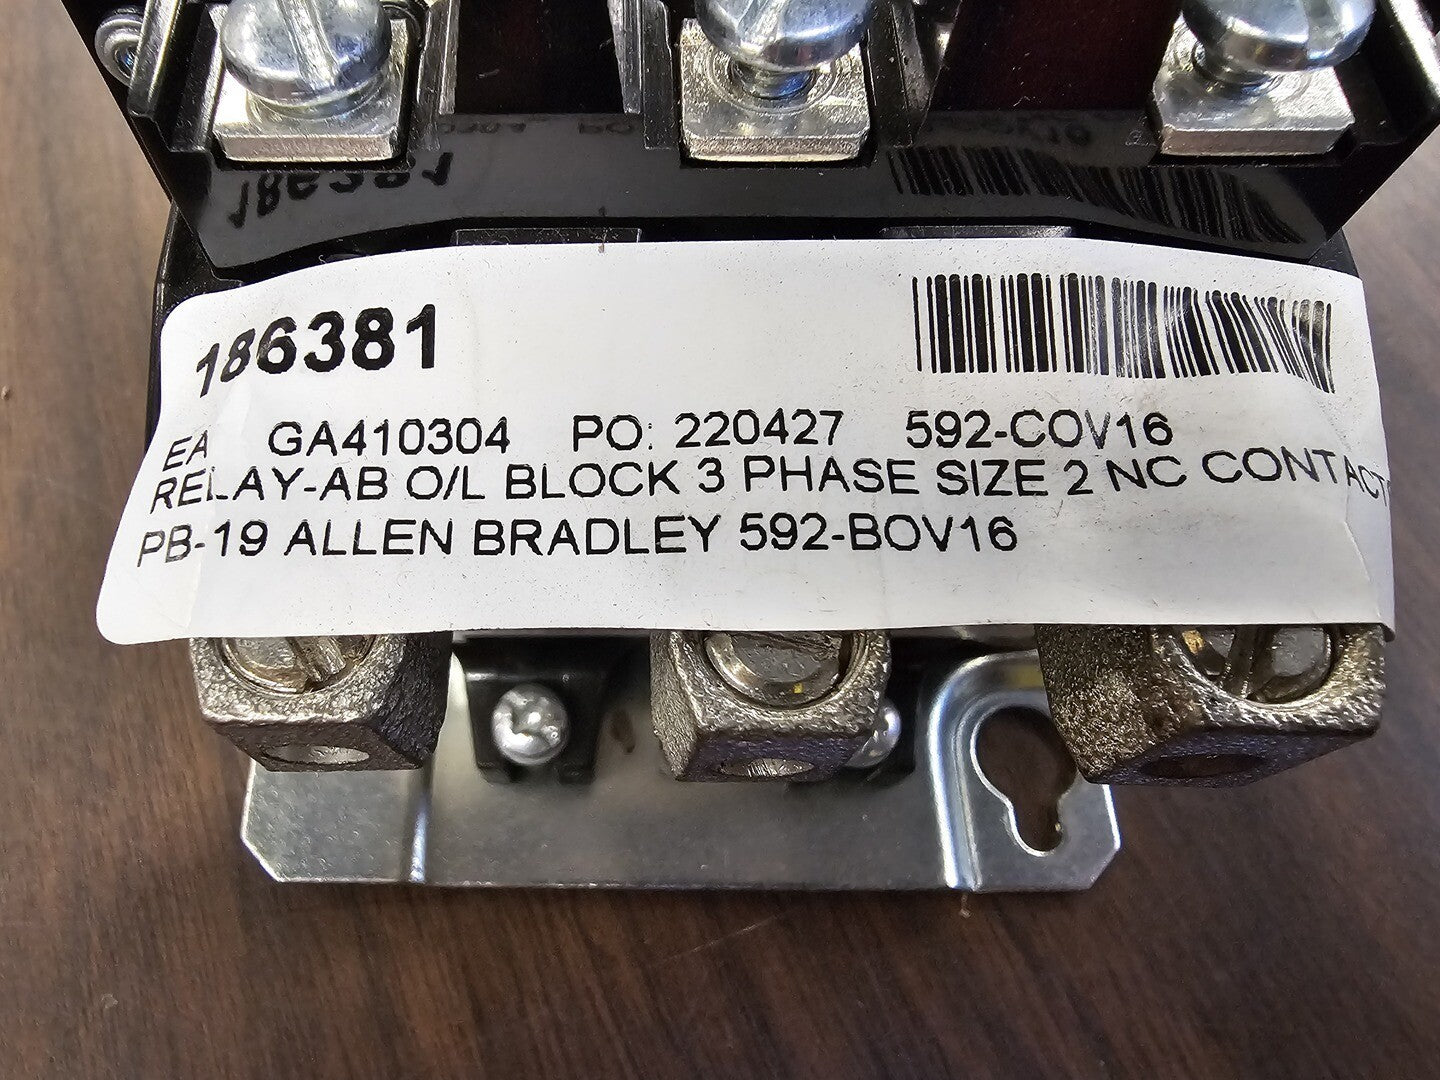 186381
EA GA410304 PO: 220427 592-COV16
RELAY-AB O/L BLOCK 3 PHASE SIZE 2 NC CONTACT
PB-19 ALLEN BRADLEY 592-BOV16